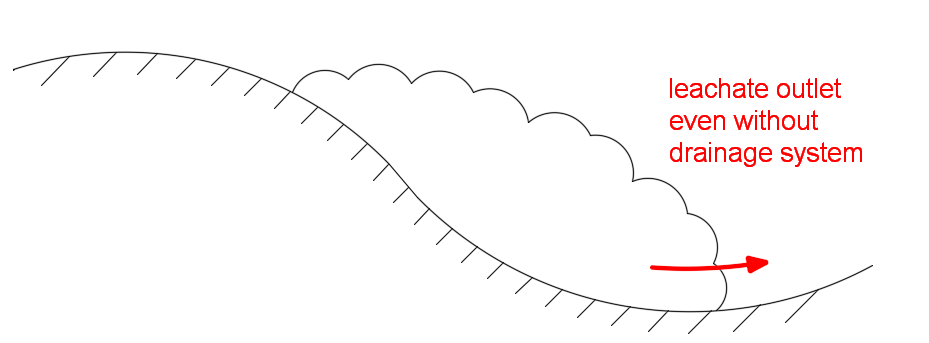 leachate outlet
even without
drainage system